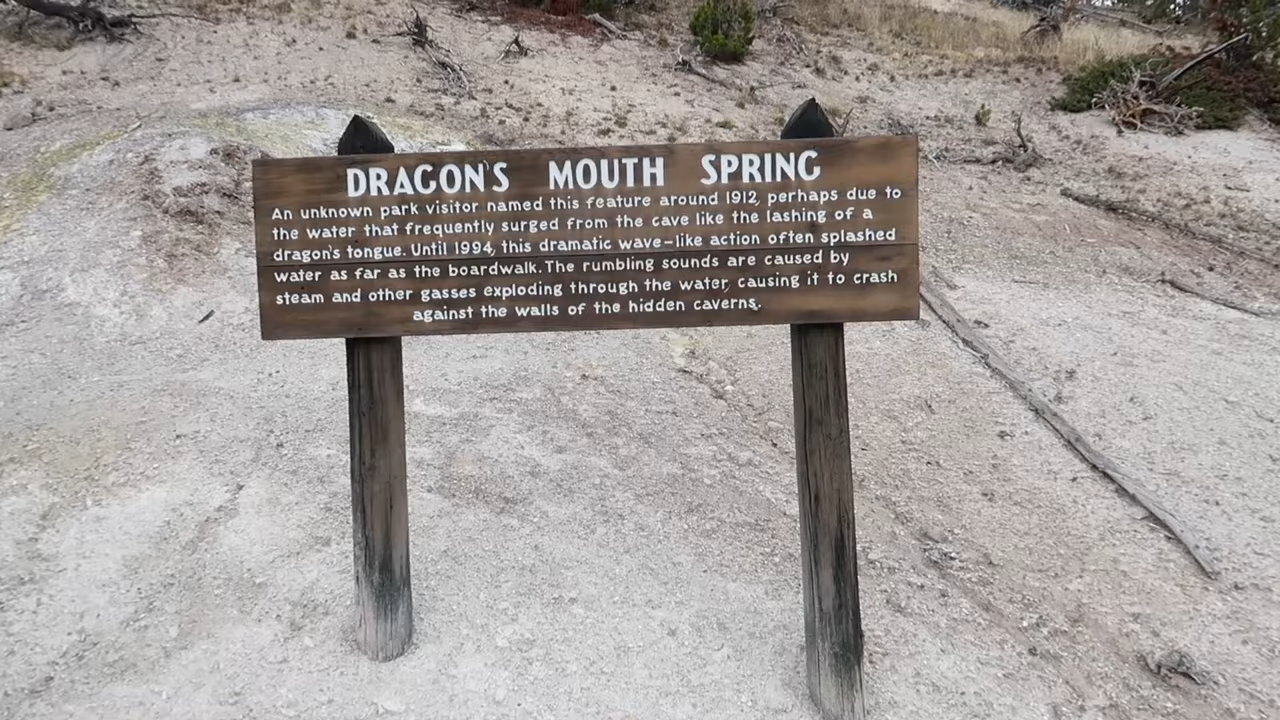 DRAGON'S MOUTH SPRING
An unknown park visitor named this feature around 1912, perhaps due to
the water that frequently surged from the cave like the lashing of a
dragon's tongue. Until 1994, this dramatic wave-like action often splashed
water as far as the boardwalk. The rumbling sounds are caused by
steam and other gasses exploding through the water, causing it to crash
against the walls of the hidden caverns.